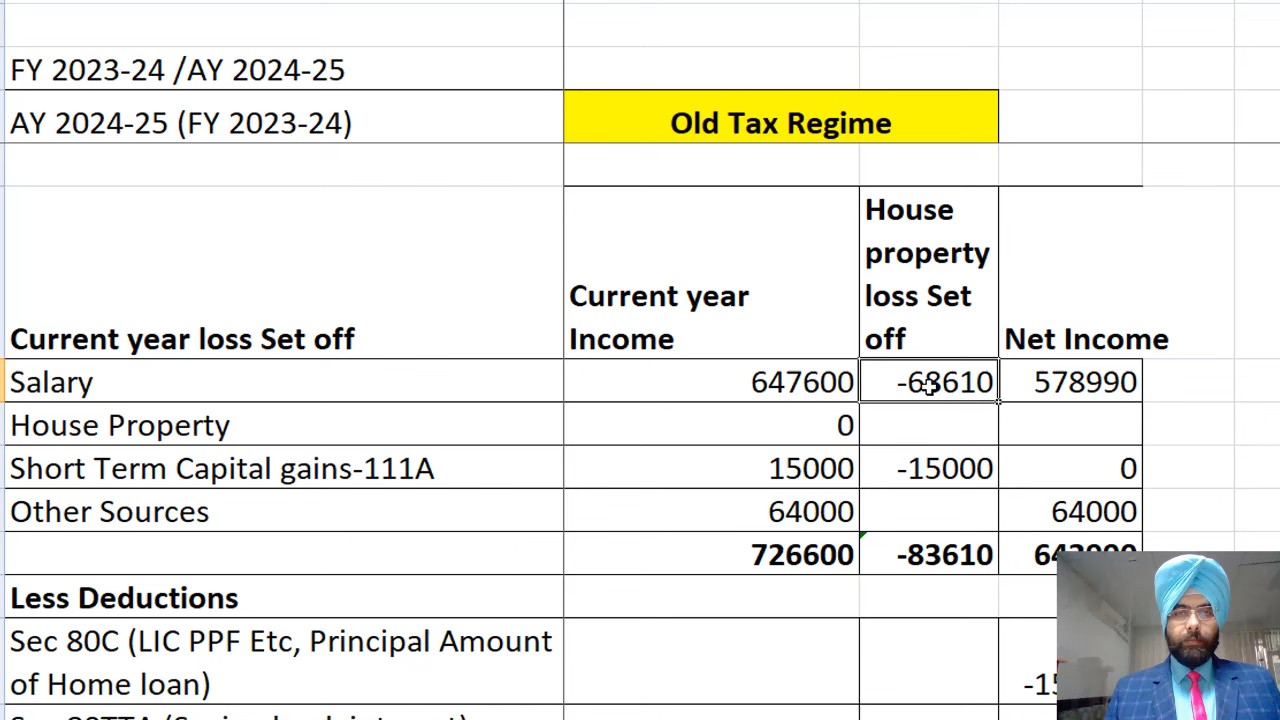 FY 2023-24 /AY 2024-25
AY 2024-25 (FY 2023-24)
Old Tax Regime
House
property
loss Set
off
Current year
Income
Current year loss Set off
Net Income
Salary 647600 -68610 578990
House Property 0
Short Term Capital gains-111A 15000 -15000 0
Other Sources 64000 64000
726600 -83610
Less Deductions
Sec 80C (LIC PPF Etc, Principal Amount
of Home loan)